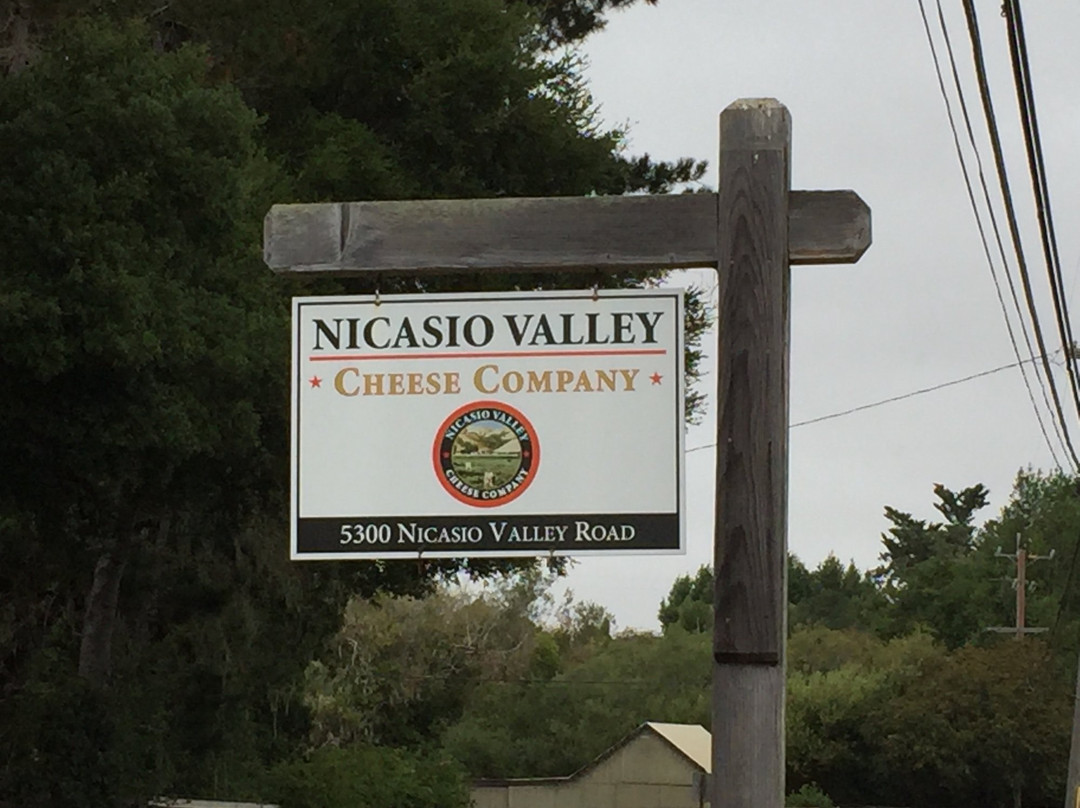 NICASIO VALLEY
CHEESE COMPANY
NICASIO VALLEY
CHEESE COMPANY
5300 NICASIO VALLEY ROAD